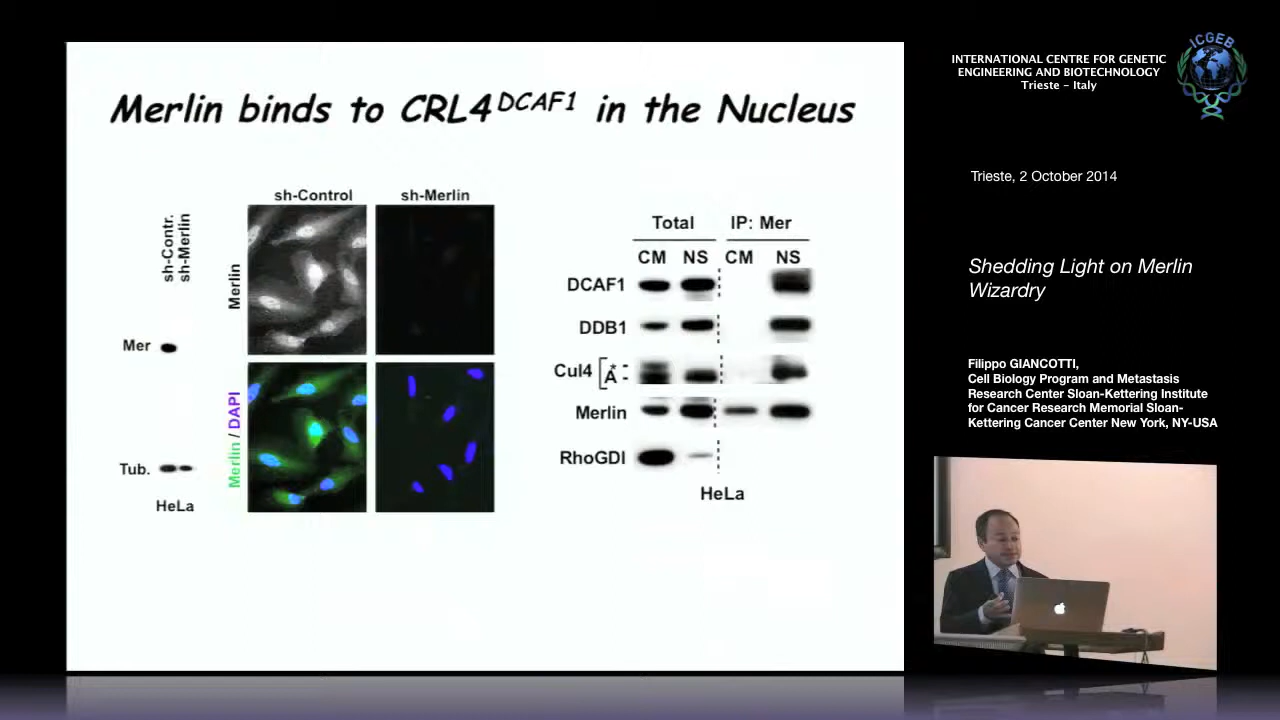 Merlin binds to CRL4^DCAF1 in the Nucleus
sh-Contr.
sh-Merlin
Mer
Tub.
HeLa
sh-Control sh-Merlin
Merlin
Merlin / DAPI
Total IP: Mer
CM NS CM NS
DCAF1
DDB1
Cul4 [ * -
A -
Merlin
RhoGDI
HeLa
INTERNATIONAL CENTRE FOR GENETIC
ENGINEERING AND BIOTECHNOLOGY
Trieste - Italy
ICGEB
Trieste, 2 October 2014
Shedding Light on Merlin
Wizardry
Filippo GIANCOTTI,
Cell Biology Program and Metastasis
Research Center Sloan-Kettering Institute
for Cancer Research Memorial Sloan-
Kettering Cancer Center New York, NY-USA